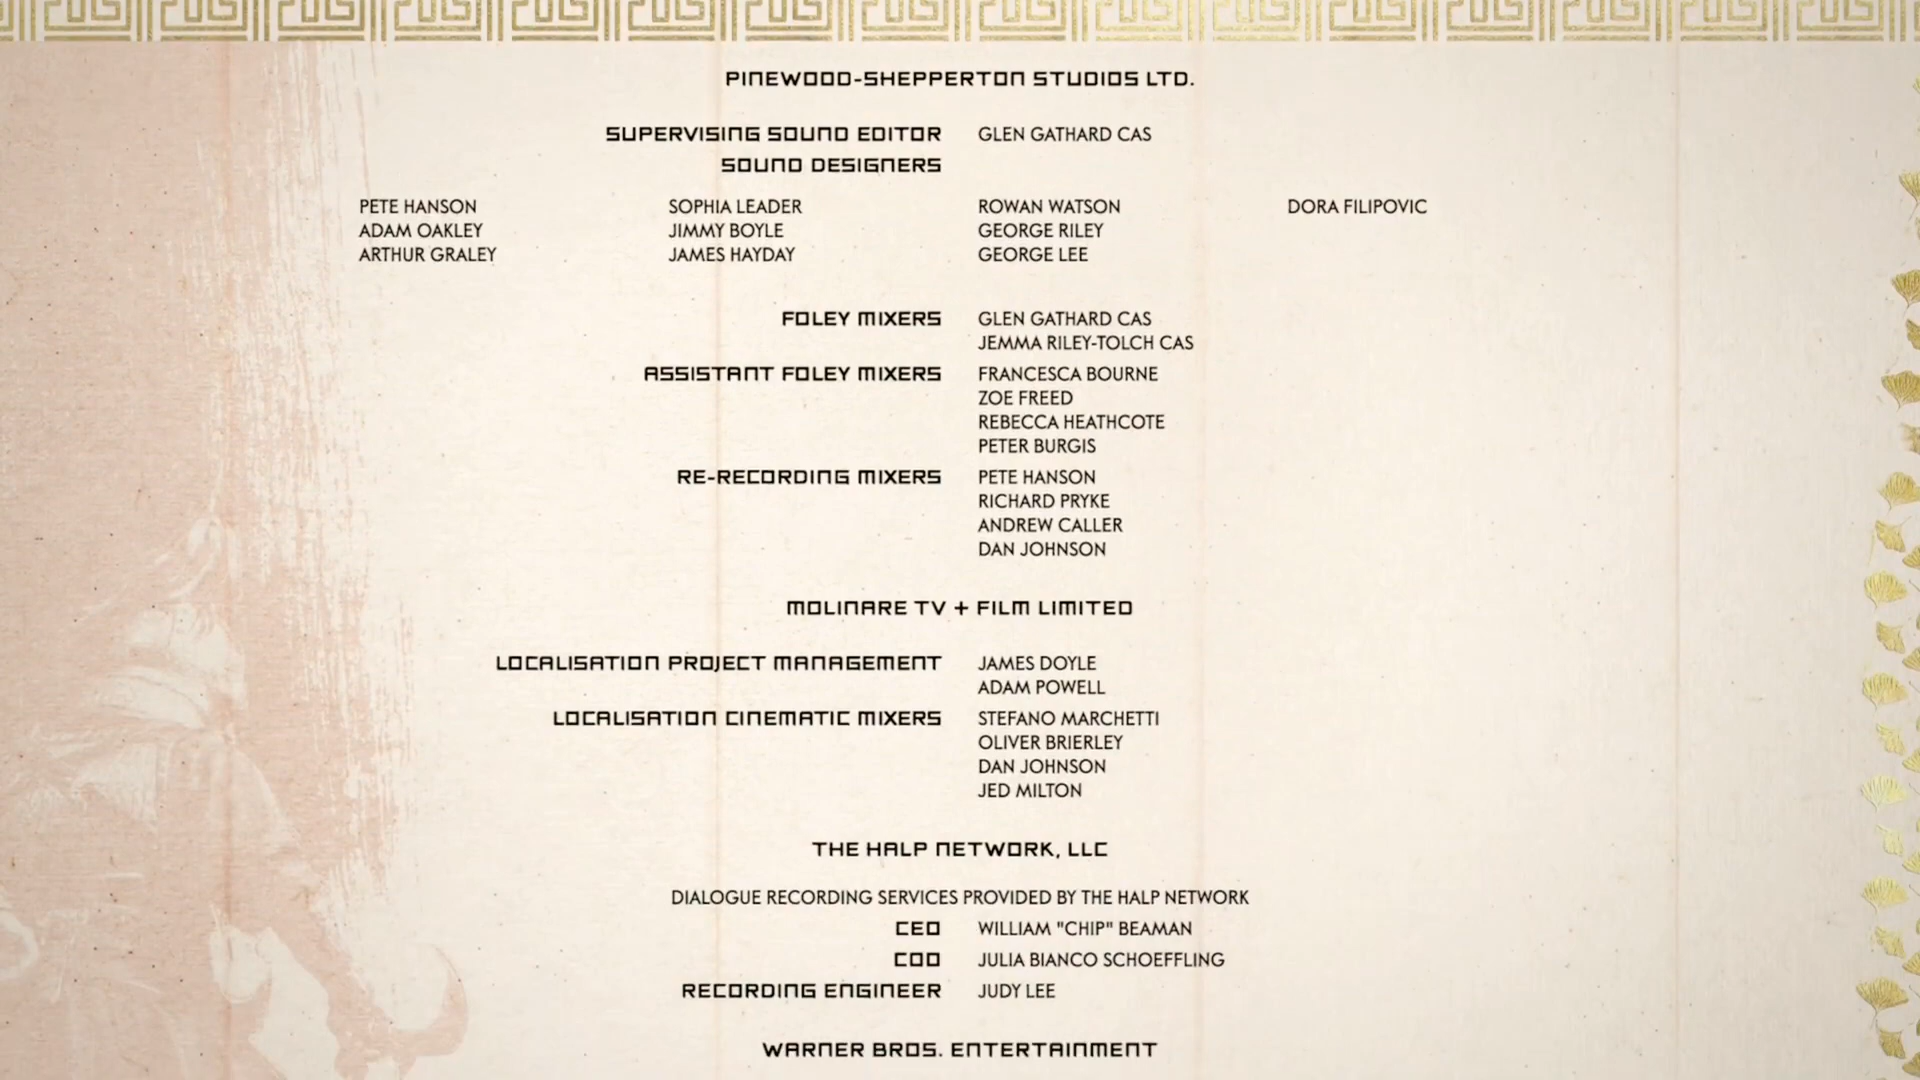 PINEWOOD-SHEPPERTON STUDIOS LTD.
SUPERVISING SOUND EDITOR GLEN GATHARD CAS
SOUND DESIGNERS
PETE HANSON SOPHIA LEADER ROWAN WATSON DORA FILIPOVIC
ADAM OAKLEY JIMMY BOYLE GEORGE RILEY
ARTHUR GRALEY JAMES HAYDAY GEORGE LEE
FOLEY MIXERS GLEN GATHARD CAS
JEMMA RILEY-TOLCH CAS
ASSISTANT FOLEY MIXERS FRANCESCA BOURNE
ZOE FREED
REBECCA HEATHCOTE
PETER BURGIS
RE-RECORDING MIXERS PETE HANSON
RICHARD PRYKE
ANDREW CALLER
DAN JOHNSON
MOLINARE TV + FILM LIMITED
LOCALISATION PROJECT MANAGEMENT JAMES DOYLE
ADAM POWELL
LOCALISATION CINEMATIC MIXERS STEFANO MARCHETTI
OLIVER BRIERLEY
DAN JOHNSON
JED MILTON
THE HALP NETWORK, LLC
DIALOGUE RECORDING SERVICES PROVIDED BY THE HALP NETWORK
CEO WILLIAM "CHIP" BEAMAN
COO JULIA BIANCO SCHOEFFLING
RECORDING ENGINEER JUDY LEE
WARNER BROS. ENTERTAINMENT